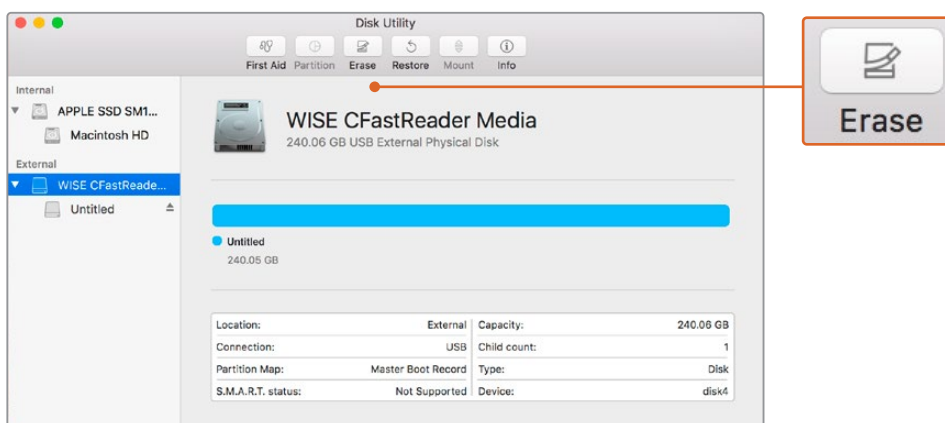 Disk Utility
First Aid Partition Erase Restore Mount Info
Erase
Internal
APPLE SSD SM1...
Macintosh HD
External
WISE CFastReade...
Untitled
WISE CFastReader Media
240.06 GB USB External Physical Disk
Untitled
240.05 GB
Location: External Capacity: 240.06 GB
Connection: USB Child count: 1
Partition Map: Master Boot Record Type: Disk
S.M.A.R.T. status: Not Supported Device: disk4